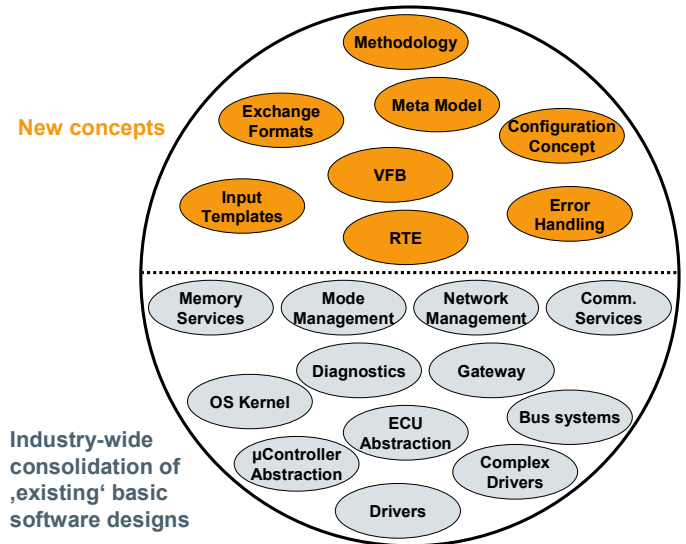 Methodology
Meta Model
Exchange
Formats
New concepts
Configuration
Concept
VFB
Input
Templates
Error
Handling
RTE
Memory
Services
Mode
Management
Network
Management
Comm.
Services
Diagnostics
Gateway
OS Kernel
Bus systems
ECU
Abstraction
Industry-wide
consolidation of
‚existing‘ basic
software designs
µController
Abstraction
Complex
Drivers
Drivers